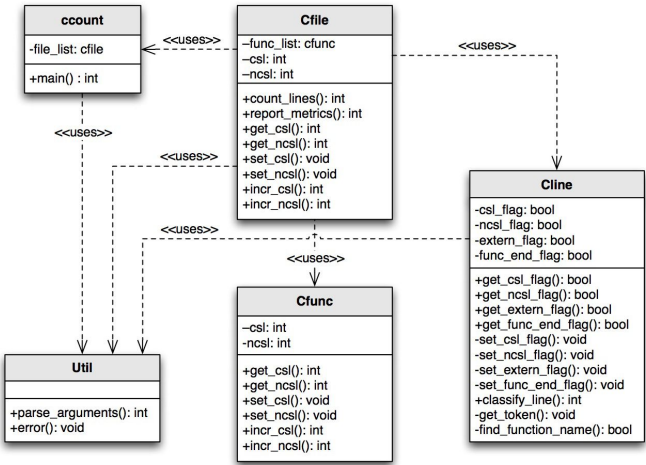 ccount
-file_list: cfile
+main() : int
<<uses>>
Cfile
–func_list: cfunc
–csl: int
–ncsl: int
+count_lines(): int
+report_metrics(): int
+get_csl(): int
+get_ncsl(): int
+set_csl(): void
+set_ncsl(): void
+incr_csl(): int
+incr_ncsl(): int
<<uses>>
<<uses>>
<<uses>>
<<uses>>
<<uses>>
Cline
-csl_flag: bool
-ncsl_flag: bool
-extern_flag: bool
-func_end_flag: bool
+get_csl_flag(): bool
+get_ncsl_flag(): bool
+get_extern_flag(): bool
+get_func_end_flag(): bool
-set_csl_flag(): void
-set_ncsl_flag(): void
-set_extern_flag(): void
-set_func_end_flag(): void
+classify_line(): int
-get_token(): void
-find_function_name(): bool
Cfunc
–csl: int
-ncsl: int
+get_csl(): int
+get_ncsl(): int
+set_csl(): void
+set_ncsl(): void
+incr_csl(): int
+incr_ncsl(): int
Util
+parse_arguments(): int
+error(): void